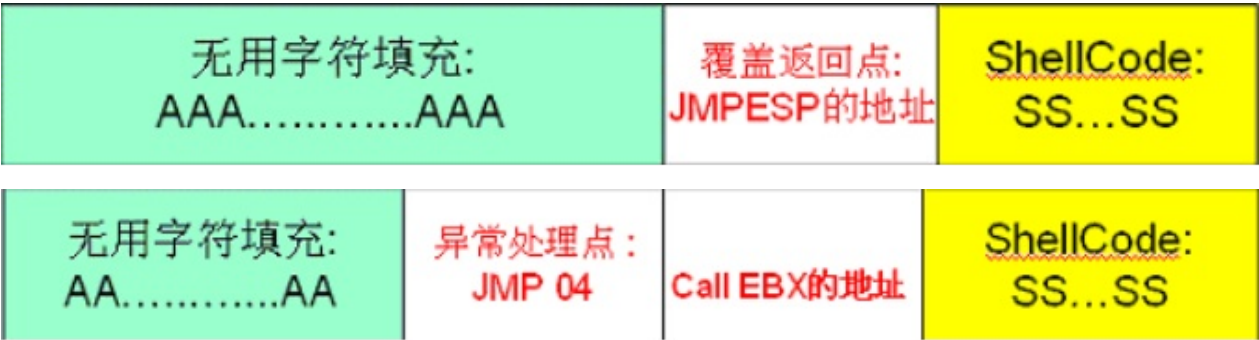 无用字符填充:
AAA…..…...AAA
覆盖返回点:
JMPESP的地址
ShellCode:
SS…SS
无用字符填充:
AA…..…...AA
异常处理点:
JMP 04
Call EBX的地址
ShellCode:
SS…SS